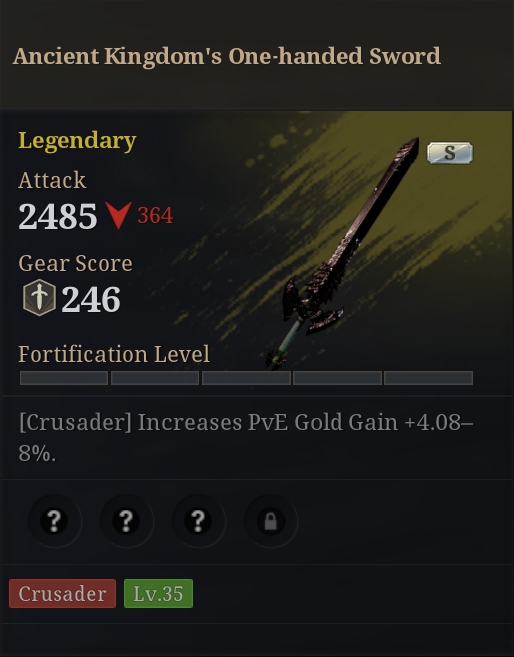 Ancient Kingdom's One-handed Sword
Legendary
S
Attack
2485 364
Gear Score
246
Fortification Level
[Crusader] Increases PvE Gold Gain +4.08–
8%.
? ? ?
Crusader Lv.35